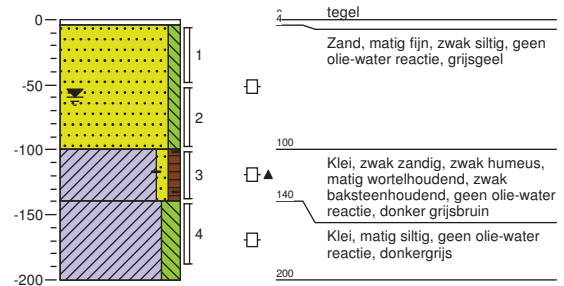 0
-50
-100
-150
-200
1
2
3
4
4
tegel
Zand, matig fijn, zwak siltig, geen
olie-water reactie, grijsgeel
100
Klei, zwak zandig, zwak humeus,
matig wortelhoudend, zwak
baksteenhoudend, geen olie-water
reactie, donker grijsbruin
140
Klei, matig siltig, geen olie-water
reactie, donkergrijs
200